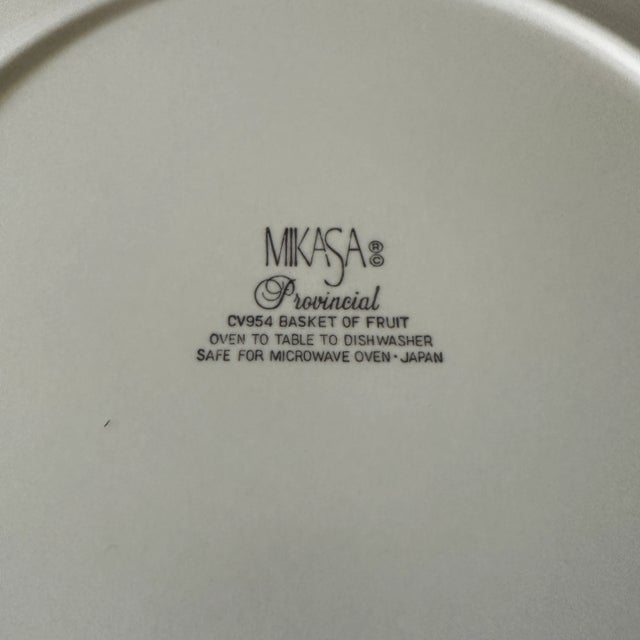 MIKASA ® ©
Provincial
CV954 BASKET OF FRUIT
OVEN TO TABLE TO DISHWASHER
SAFE FOR MICROWAVE OVEN · JAPAN